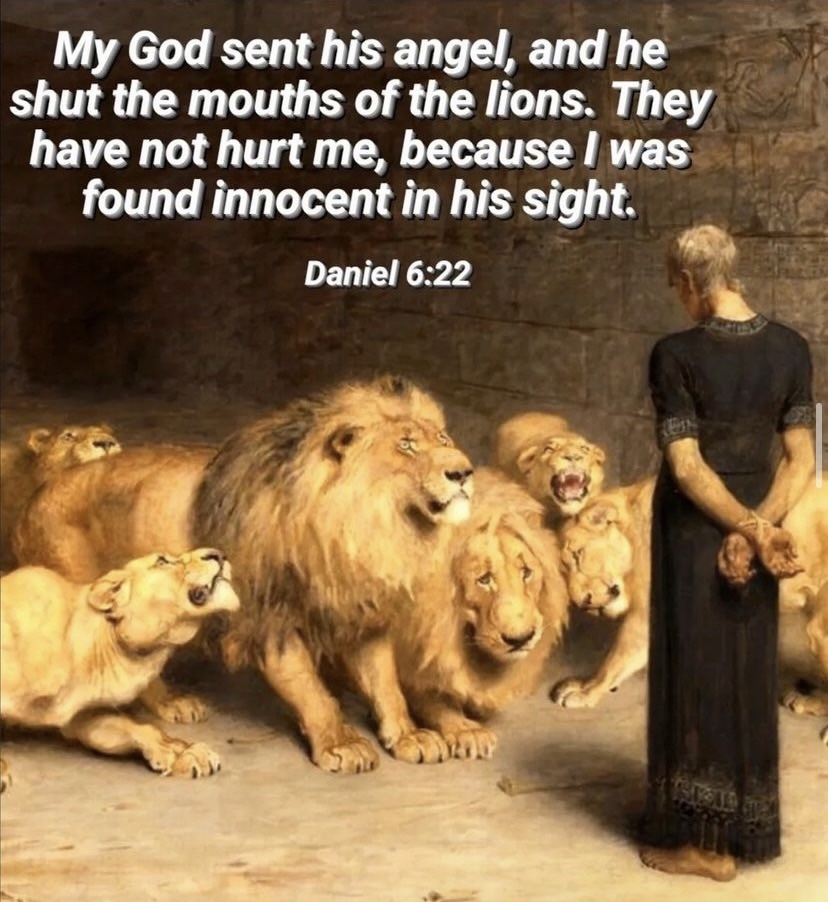 My God sent his angel, and he
shut the mouths of the lions. They
have not hurt me, because I was
found innocent in his sight.
Daniel 6:22